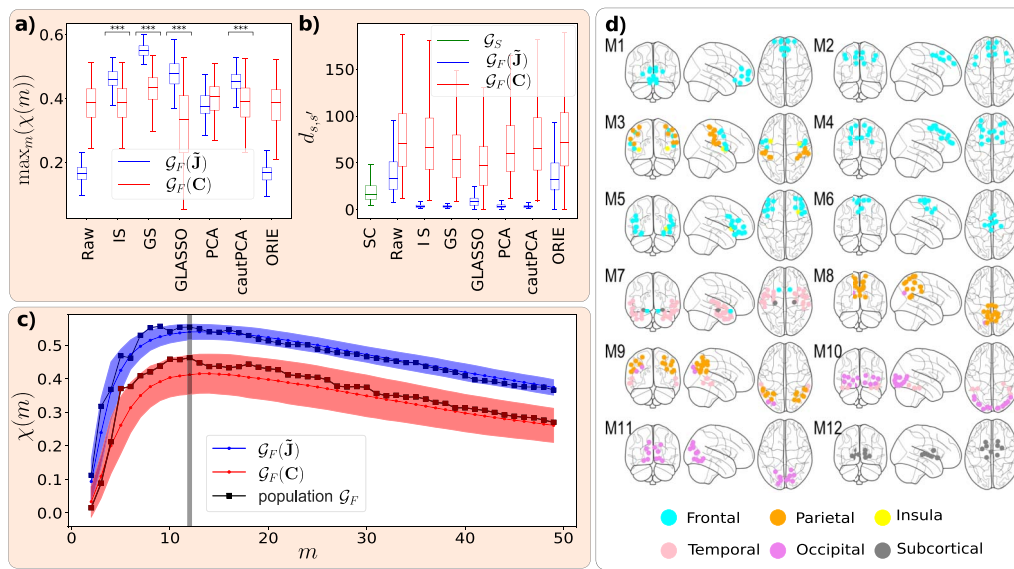 a)
0.6
0.4
0.2
max_m(χ(m))
***
***
***
***
G_F(J̃)
G_F(C)
Raw
IS
GS
GLASSO
PCA
cautPCA
ORIE
b)
150
100
50
0
d_{s,s'}
G_S
G_F(J̃)
G_F(C)
SC
Raw
I S
GS
GLASSO
PCA
cautPCA
ORIE
c)
0.5
0.4
0.3
0.2
0.1
0.0
χ(m)
G_F(J̃)
G_F(C)
population G_F
0
10
20
30
40
50
m
d)
M1
M2
M3
M4
M5
M6
M7
M8
M9
M10
M11
M12
Frontal
Parietal
Insula
Temporal
Occipital
Subcortical